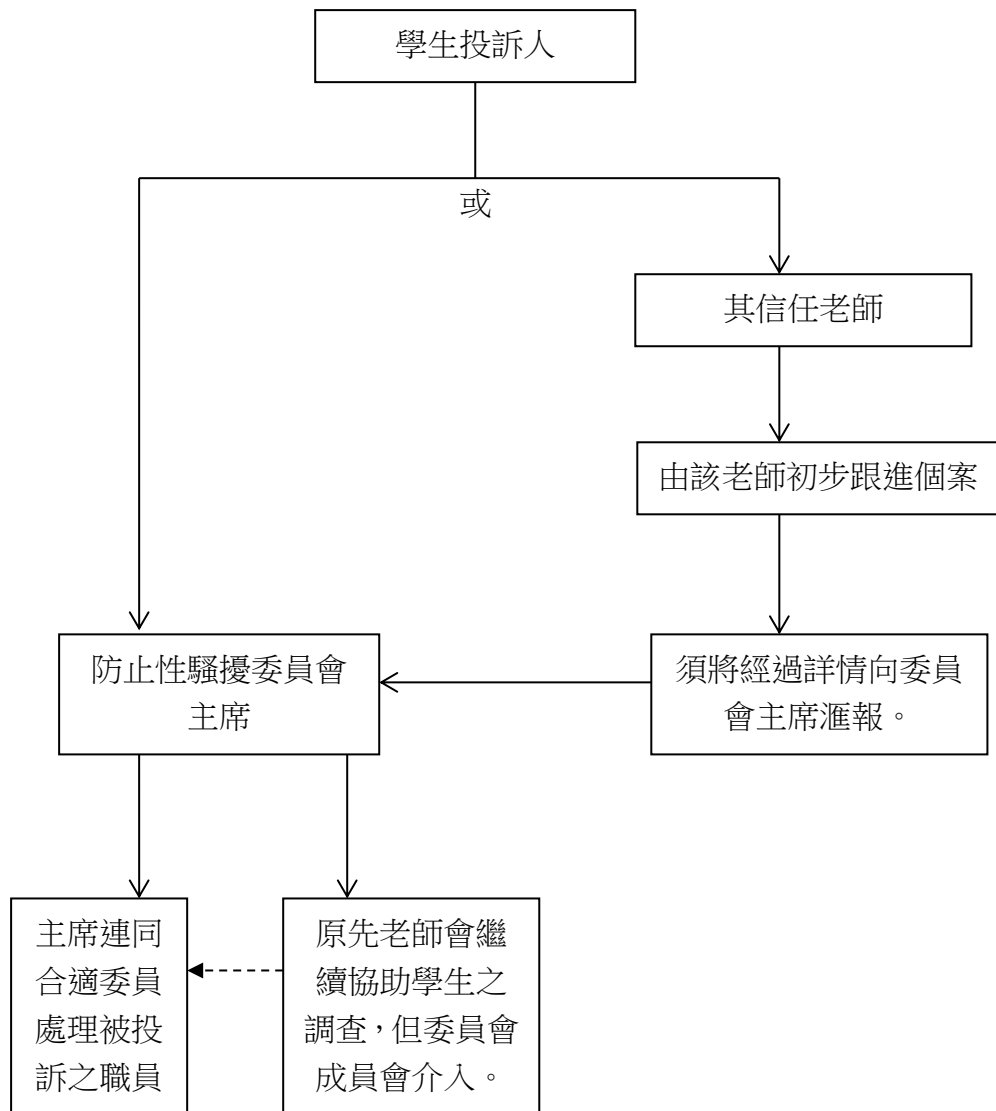 學生投訴人
或
其信任老師
由該老師初步跟進個案
防止性騷擾委員會
主席
須將經過詳情向委員
會主席滙報。
主席連同
合適委員
處理被投
訴之職員
原先老師會繼
續協助學生之
調查，但委員會
成員會介入。